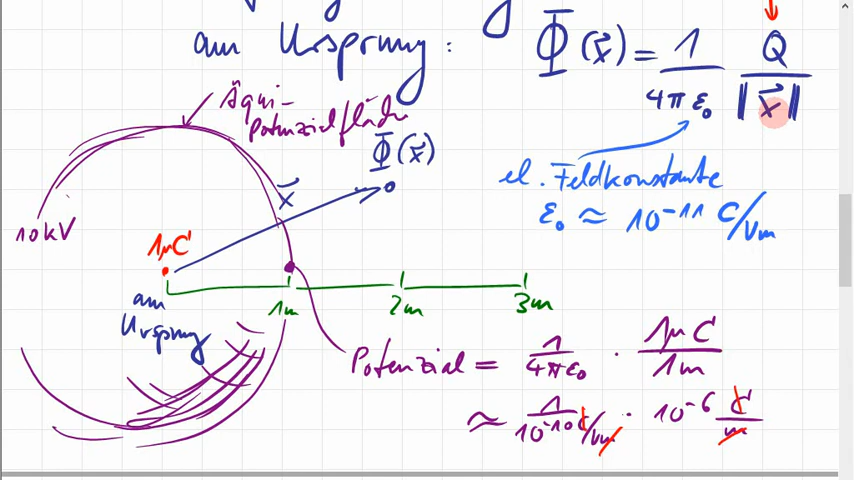 am Ursprung:
Φ(x⃗) = 1/(4πε₀) Q/‖x⃗‖
Äqui-
potenzialfläche
Φ(x⃗)
x⃗
el. Feldkonstante
ε₀ ≈ 10⁻¹¹ C/Vm
10kV
1µC
am
Ursprung
1m 2m 3m
Potenzial = 1/(4πε₀) · 1µC/1m
≈ 1/(10⁻¹⁰ C/Vm) · 10⁻⁶ C/m